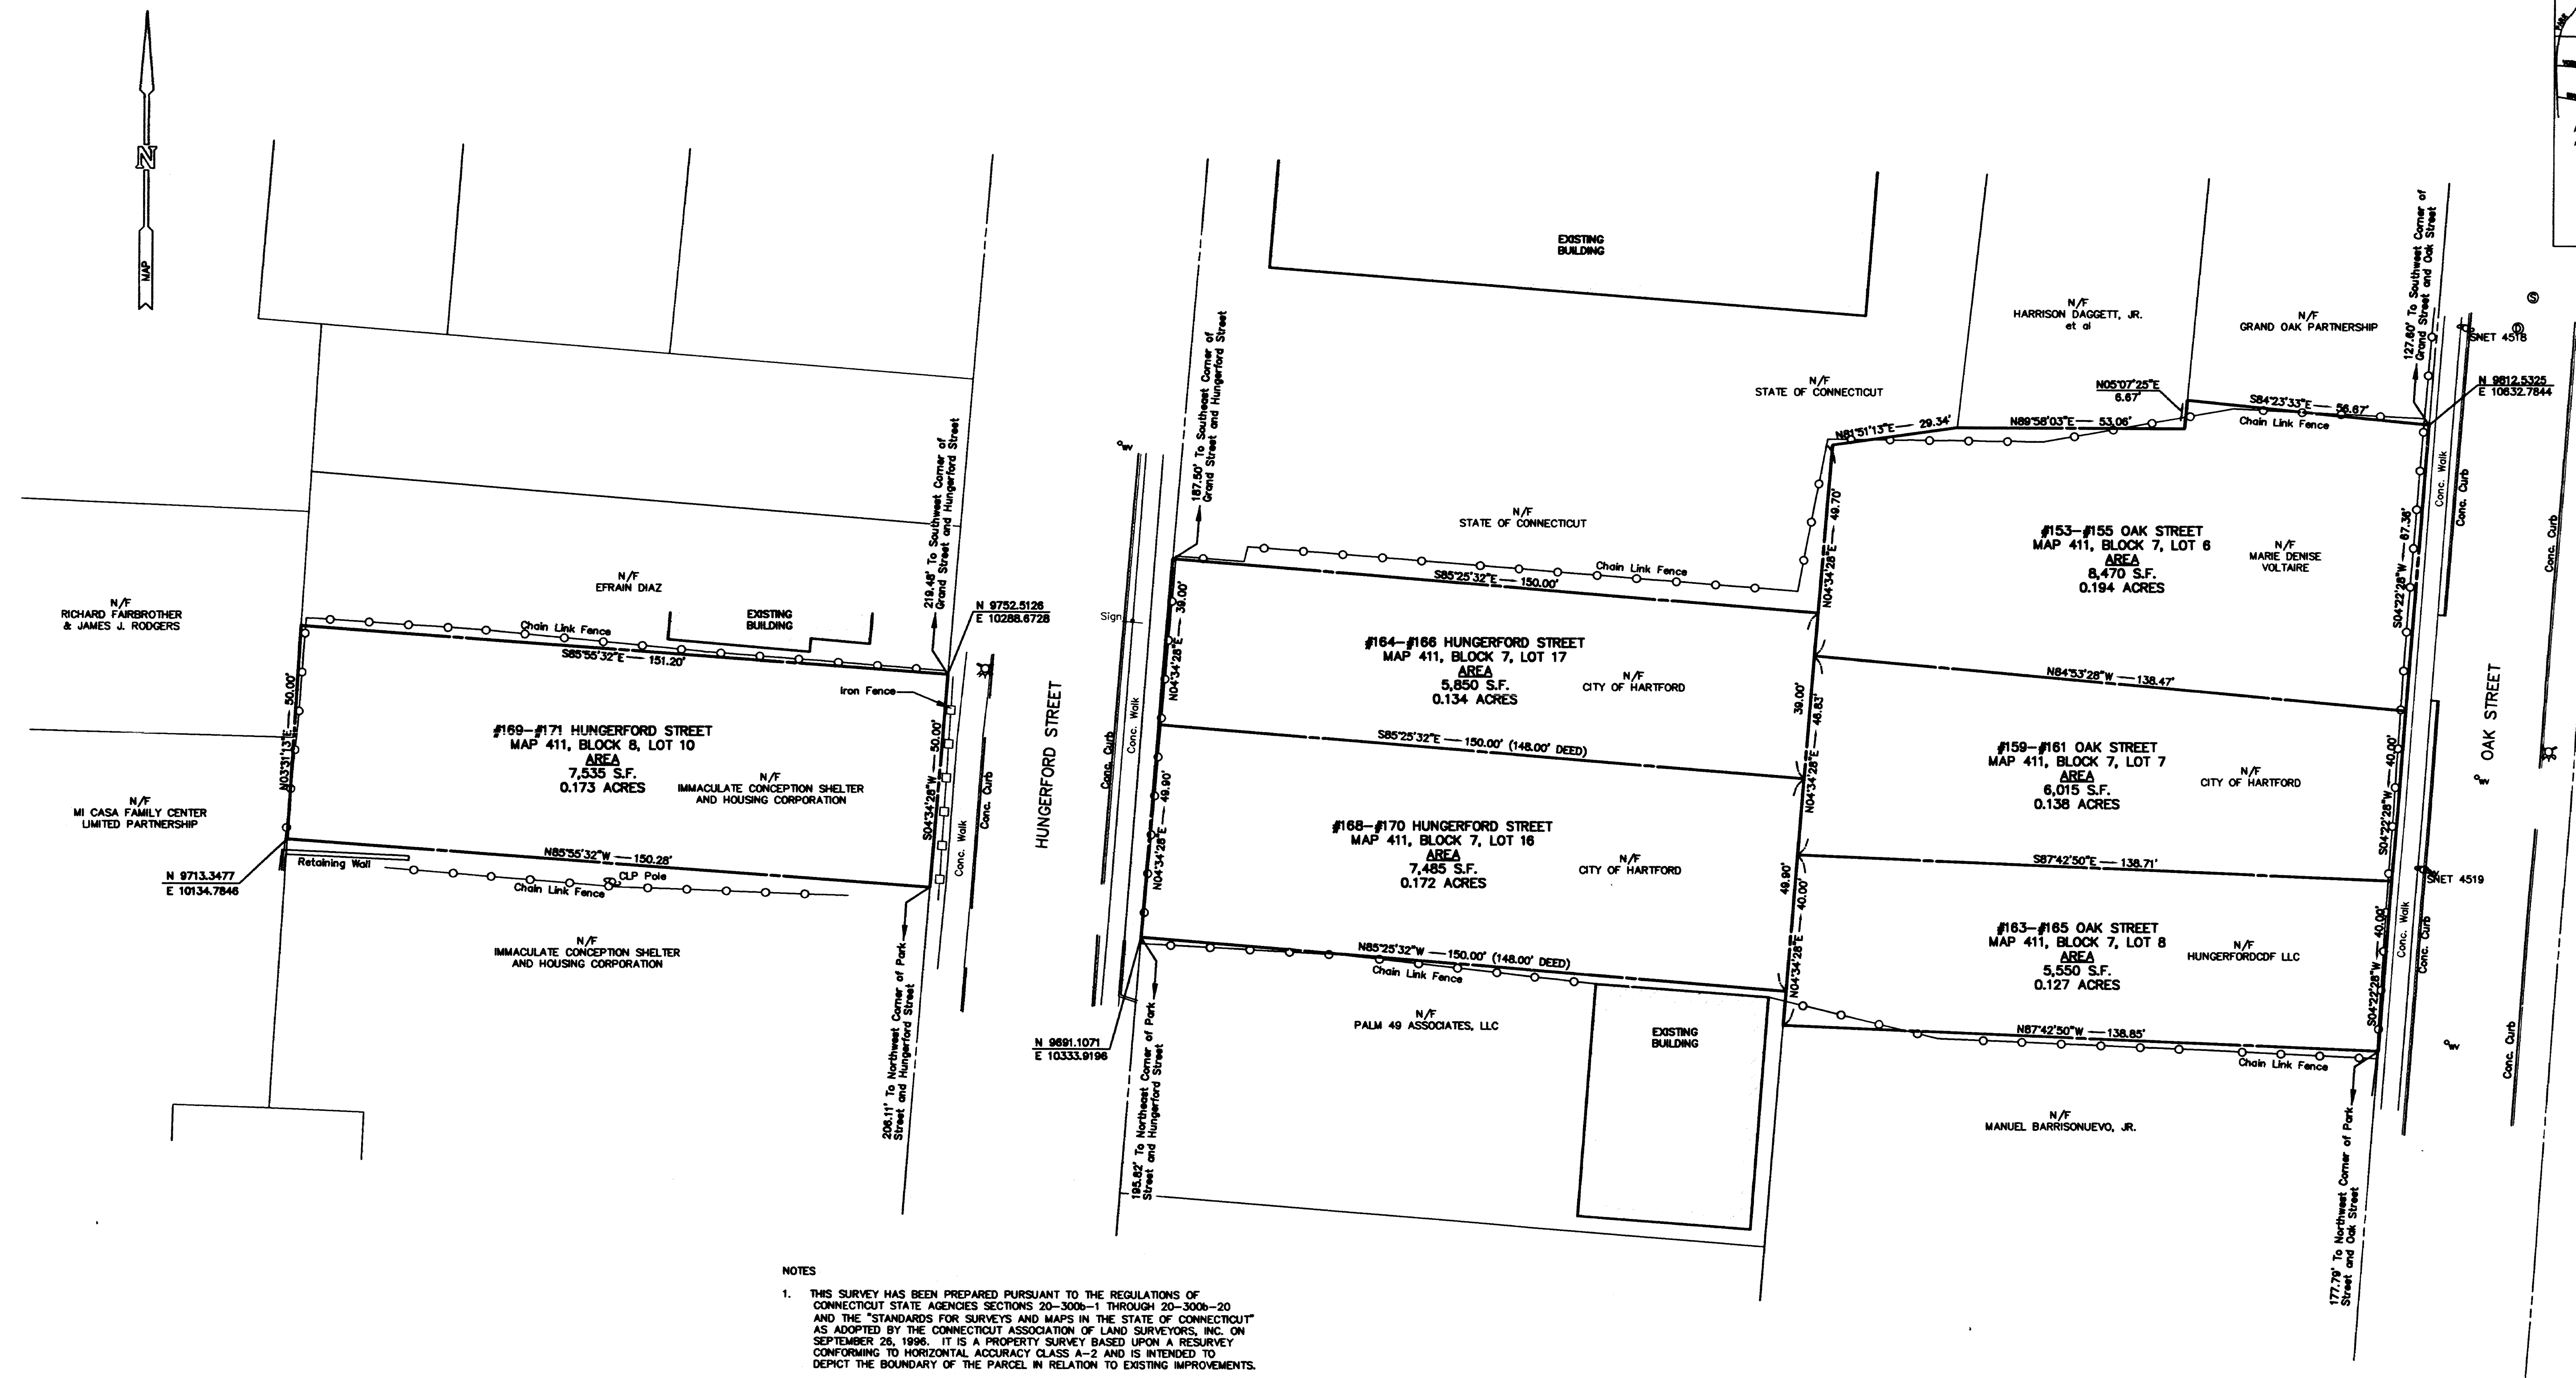 N
MAP
EXISTING
BUILDING
N/F
HARRISON DAGGETT, JR.
et al
N/F
GRAND OAK PARTNERSHIP
127.60' To Southwest Corner of
Grand Street and Oak Street
S
D
SNET 4518
N 9812.5325
E 10632.7844
N/F
STATE OF CONNECTICUT
N05°07'25"E
6.67'
S84°23'33"E — 56.67'
Chain Link Fence
N81°51'13"E — 29.34'
N89°58'03"E — 53.06'
187.50' To Southeast Corner of
Grand Street and Hungerford Street
219.48' To Southwest Corner of
Grand Street and Hungerford Street
WV
Conc. Walk
Conc. Curb
Conc. Curb
N/F
STATE OF CONNECTICUT
N04°34'28"E — 49.70'
#153-#155 OAK STREET
MAP 411, BLOCK 7, LOT 6
AREA
8,470 S.F.
0.194 ACRES
N/F
MARIE DENISE
VOLTAIRE
S04°22'28"W — 67.36'
Chain Link Fence
S85°25'32"E — 150.00'
N/F
EFRAIN DIAZ
EXISTING
BUILDING
N/F
RICHARD FAIRBROTHER
& JAMES J. RODGERS
Chain Link Fence
S85°55'32"E — 151.20'
N 9752.5126
E 10288.6728
Sign
N04°34'28"E — 39.00'
#164-#166 HUNGERFORD STREET
MAP 411, BLOCK 7, LOT 17
AREA
5,850 S.F.
0.134 ACRES
N/F
CITY OF HARTFORD
39.00'
N04°34'28"E — 46.83'
N84°53'28"W — 138.47'
Iron Fence
N03°31'13"E — 50.00'
#169-#171 HUNGERFORD STREET
MAP 411, BLOCK 8, LOT 10
AREA
7,535 S.F.
0.173 ACRES
N/F
IMMACULATE CONCEPTION SHELTER
AND HOUSING CORPORATION
S04°34'28"W — 50.00'
Conc. Walk
Conc. Curb
HUNGERFORD STREET
Conc. Curb
Conc. Walk
S85°25'32"E — 150.00' (148.00' DEED)
#159-#161 OAK STREET
MAP 411, BLOCK 7, LOT 7
AREA
6,015 S.F.
0.138 ACRES
N/F
CITY OF HARTFORD
S04°22'28"W — 40.00'
OAK STREET
WV
N/F
MI CASA FAMILY CENTER
LIMITED PARTNERSHIP
N04°34'28"E — 49.90'
#168-#170 HUNGERFORD STREET
MAP 411, BLOCK 7, LOT 16
AREA
7,485 S.F.
0.172 ACRES
N/F
CITY OF HARTFORD
49.90'
N04°34'28"E — 40.00'
S87°42'50"E — 138.71'
SNET 4519
Retaining Wall
N85°55'32"W — 150.28'
CLP Pole
Chain Link Fence
N 9713.3477
E 10134.7846
N/F
IMMACULATE CONCEPTION SHELTER
AND HOUSING CORPORATION
206.11' To Northwest Corner of Park
Street and Hungerford Street
N85°25'32"W — 150.00' (148.00' DEED)
Chain Link Fence
#163-#165 OAK STREET
MAP 411, BLOCK 7, LOT 8
AREA
5,550 S.F.
0.127 ACRES
N/F
HUNGERFORDCDF LLC
S04°22'28"W — 40.00'
Conc. Walk
Conc. Curb
N 9691.1071
E 10333.9196
195.82' To Northeast Corner of Park
Street and Hungerford Street
N/F
PALM 49 ASSOCIATES, LLC
EXISTING
BUILDING
N87°42'50"W — 138.85'
Chain Link Fence
WV
Conc. Curb
N/F
MANUEL BARRISONUEVO, JR.
177.79' To Northwest Corner of Park
Street and Oak Street
NOTES
1. THIS SURVEY HAS BEEN PREPARED PURSUANT TO THE REGULATIONS OF
CONNECTICUT STATE AGENCIES SECTIONS 20-300b-1 THROUGH 20-300b-20
AND THE "STANDARDS FOR SURVEYS AND MAPS IN THE STATE OF CONNECTICUT"
AS ADOPTED BY THE CONNECTICUT ASSOCIATION OF LAND SURVEYORS, INC. ON
SEPTEMBER 26, 1996. IT IS A PROPERTY SURVEY BASED UPON A RESURVEY
CONFORMING TO HORIZONTAL ACCURACY CLASS A-2 AND IS INTENDED TO
DEPICT THE BOUNDARY OF THE PARCEL IN RELATION TO EXISTING IMPROVEMENTS.